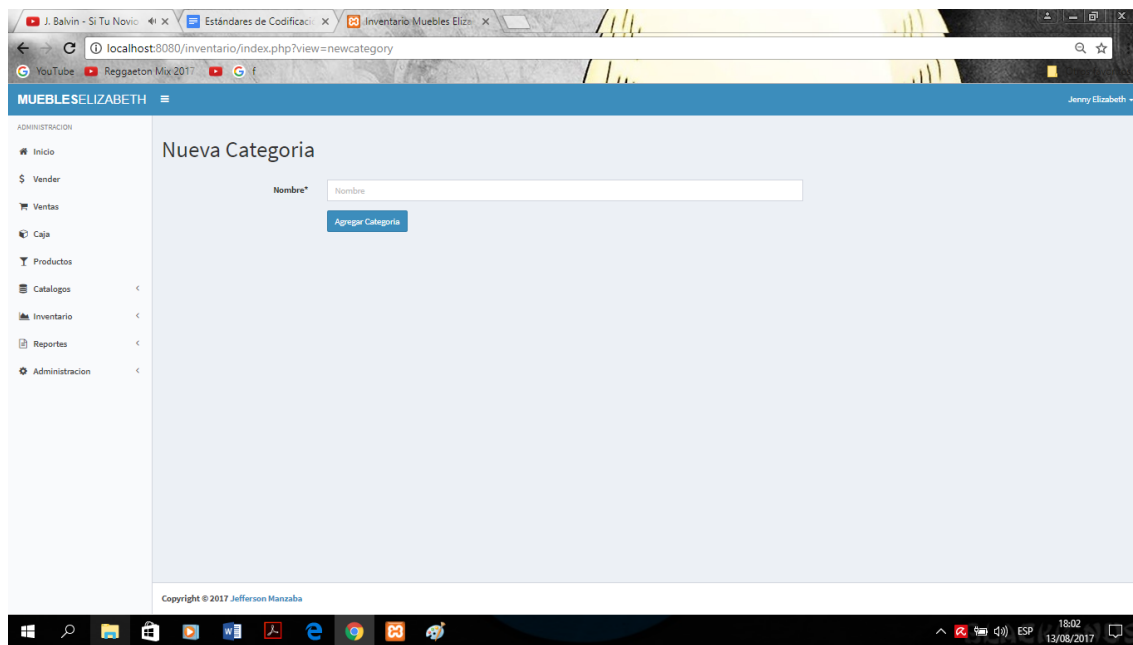 J. Balvin - Si Tu Novio
Estándares de Codificació
Inventario Muebles Eliza
localhost:8080/inventario/index.php?view=newcategory
YouTube Reggaeton Mix 2017 f
MUEBLESELIZABETH
Jenny Elizabeth
ADMINISTRACION
Inicio
Nueva Categoria
Vender
Nombre*
Nombre
Ventas
Agregar Categoria
Caja
Productos
Catalogos
Inventario
Reportes
Administracion
Copyright © 2017 Jefferson Manzaba
ESP
18:02
13/08/2017